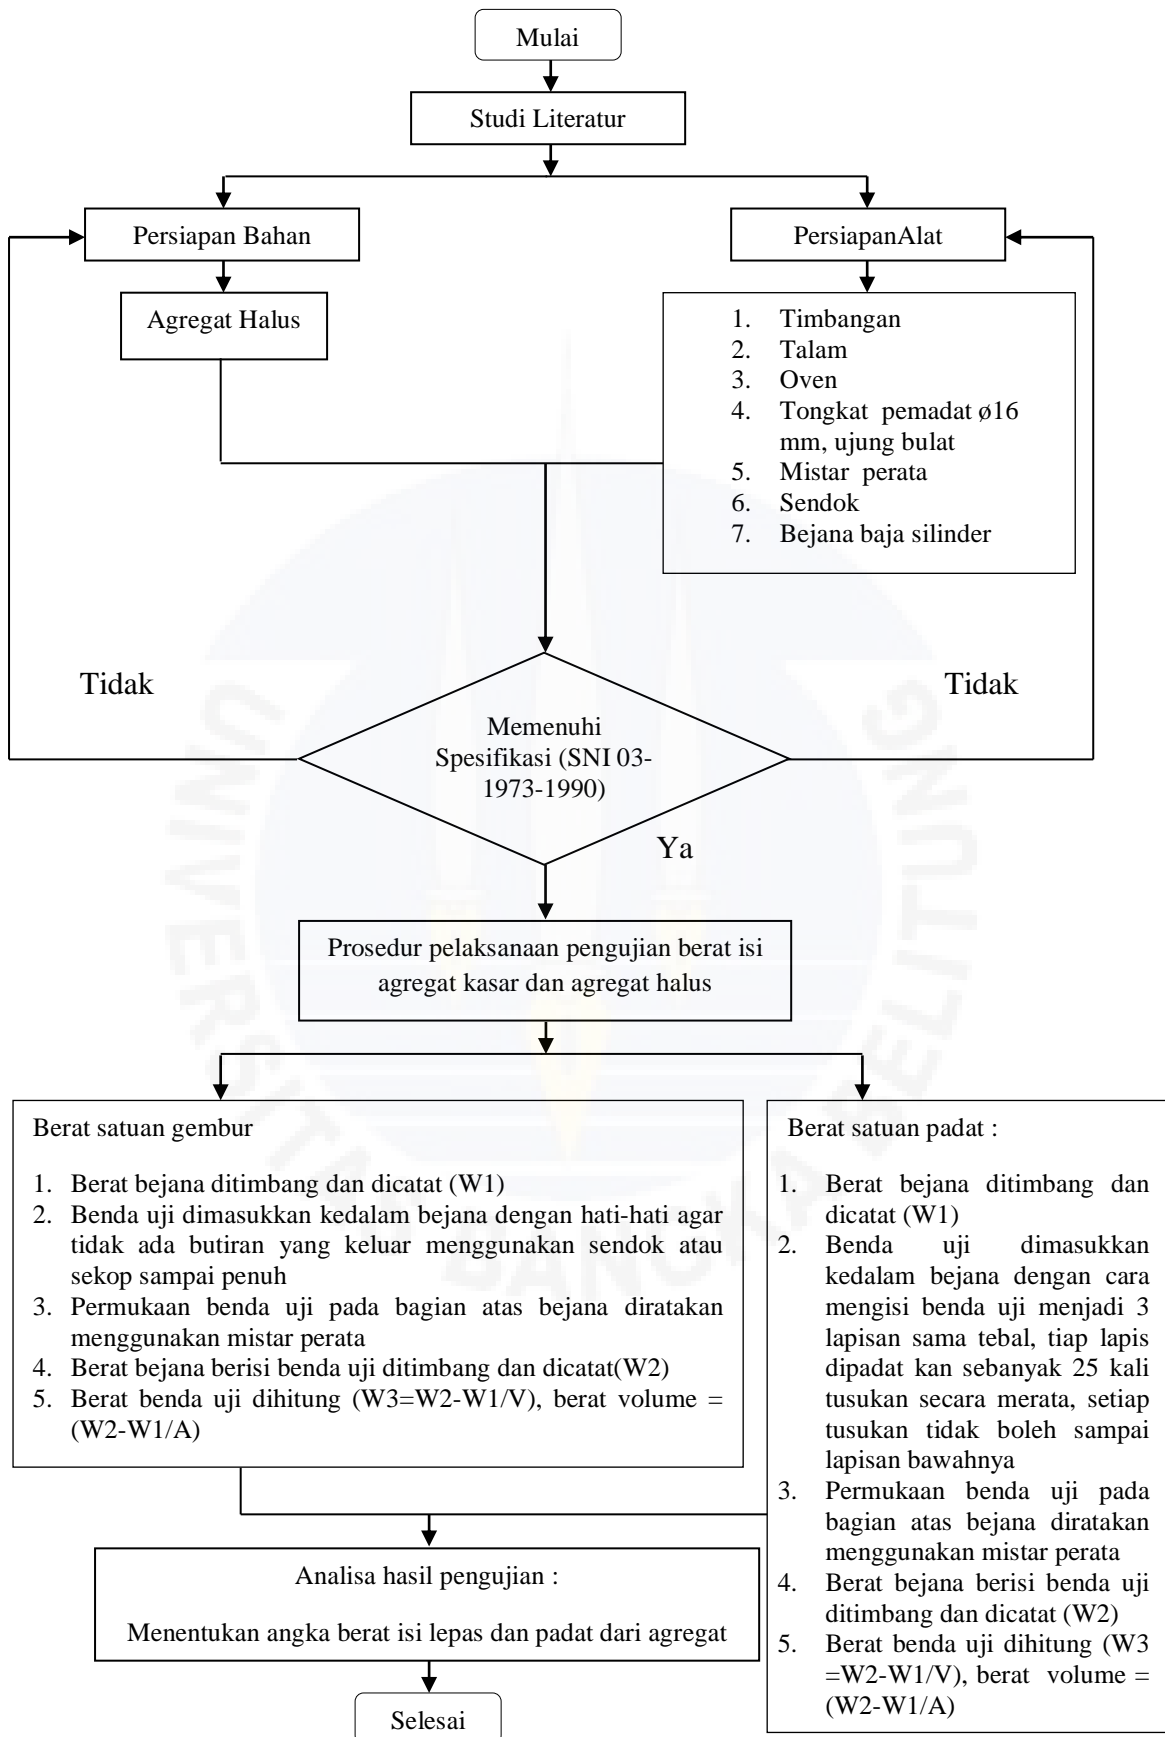 Mulai
Studi Literatur
Persiapan Bahan
PersiapanAlat
Agregat Halus
1. Timbangan
2. Talam
3. Oven
4. Tongkat pemadat ø16
mm, ujung bulat
5. Mistar perata
6. Sendok
7. Bejana baja silinder
Tidak
Tidak
Memenuhi
Spesifikasi (SNI 03-
1973-1990)
Ya
Prosedur pelaksanaan pengujian berat isi
agregat kasar dan agregat halus
Berat satuan gembur
1. Berat bejana ditimbang dan dicatat (W1)
2. Benda uji dimasukkan kedalam bejana dengan hati-hati agar
tidak ada butiran yang keluar menggunakan sendok atau
sekop sampai penuh
3. Permukaan benda uji pada bagian atas bejana diratakan
menggunakan mistar perata
4. Berat bejana berisi benda uji ditimbang dan dicatat(W2)
5. Berat benda uji dihitung (W3=W2-W1/V), berat volume =
(W2-W1/A)
Berat satuan padat :
1. Berat bejana ditimbang dan
dicatat (W1)
2. Benda uji dimasukkan
kedalam bejana dengan cara
mengisi benda uji menjadi 3
lapisan sama tebal, tiap lapis
dipadat kan sebanyak 25 kali
tusukan secara merata, setiap
tusukan tidak boleh sampai
lapisan bawahnya
3. Permukaan benda uji pada
bagian atas bejana diratakan
menggunakan mistar perata
4. Berat bejana berisi benda uji
ditimbang dan dicatat (W2)
5. Berat benda uji dihitung (W3
=W2-W1/V), berat volume =
(W2-W1/A)
Analisa hasil pengujian :
Menentukan angka berat isi lepas dan padat dari agregat
Selesai
UNIVERSITAS BANGKA BELITUNG